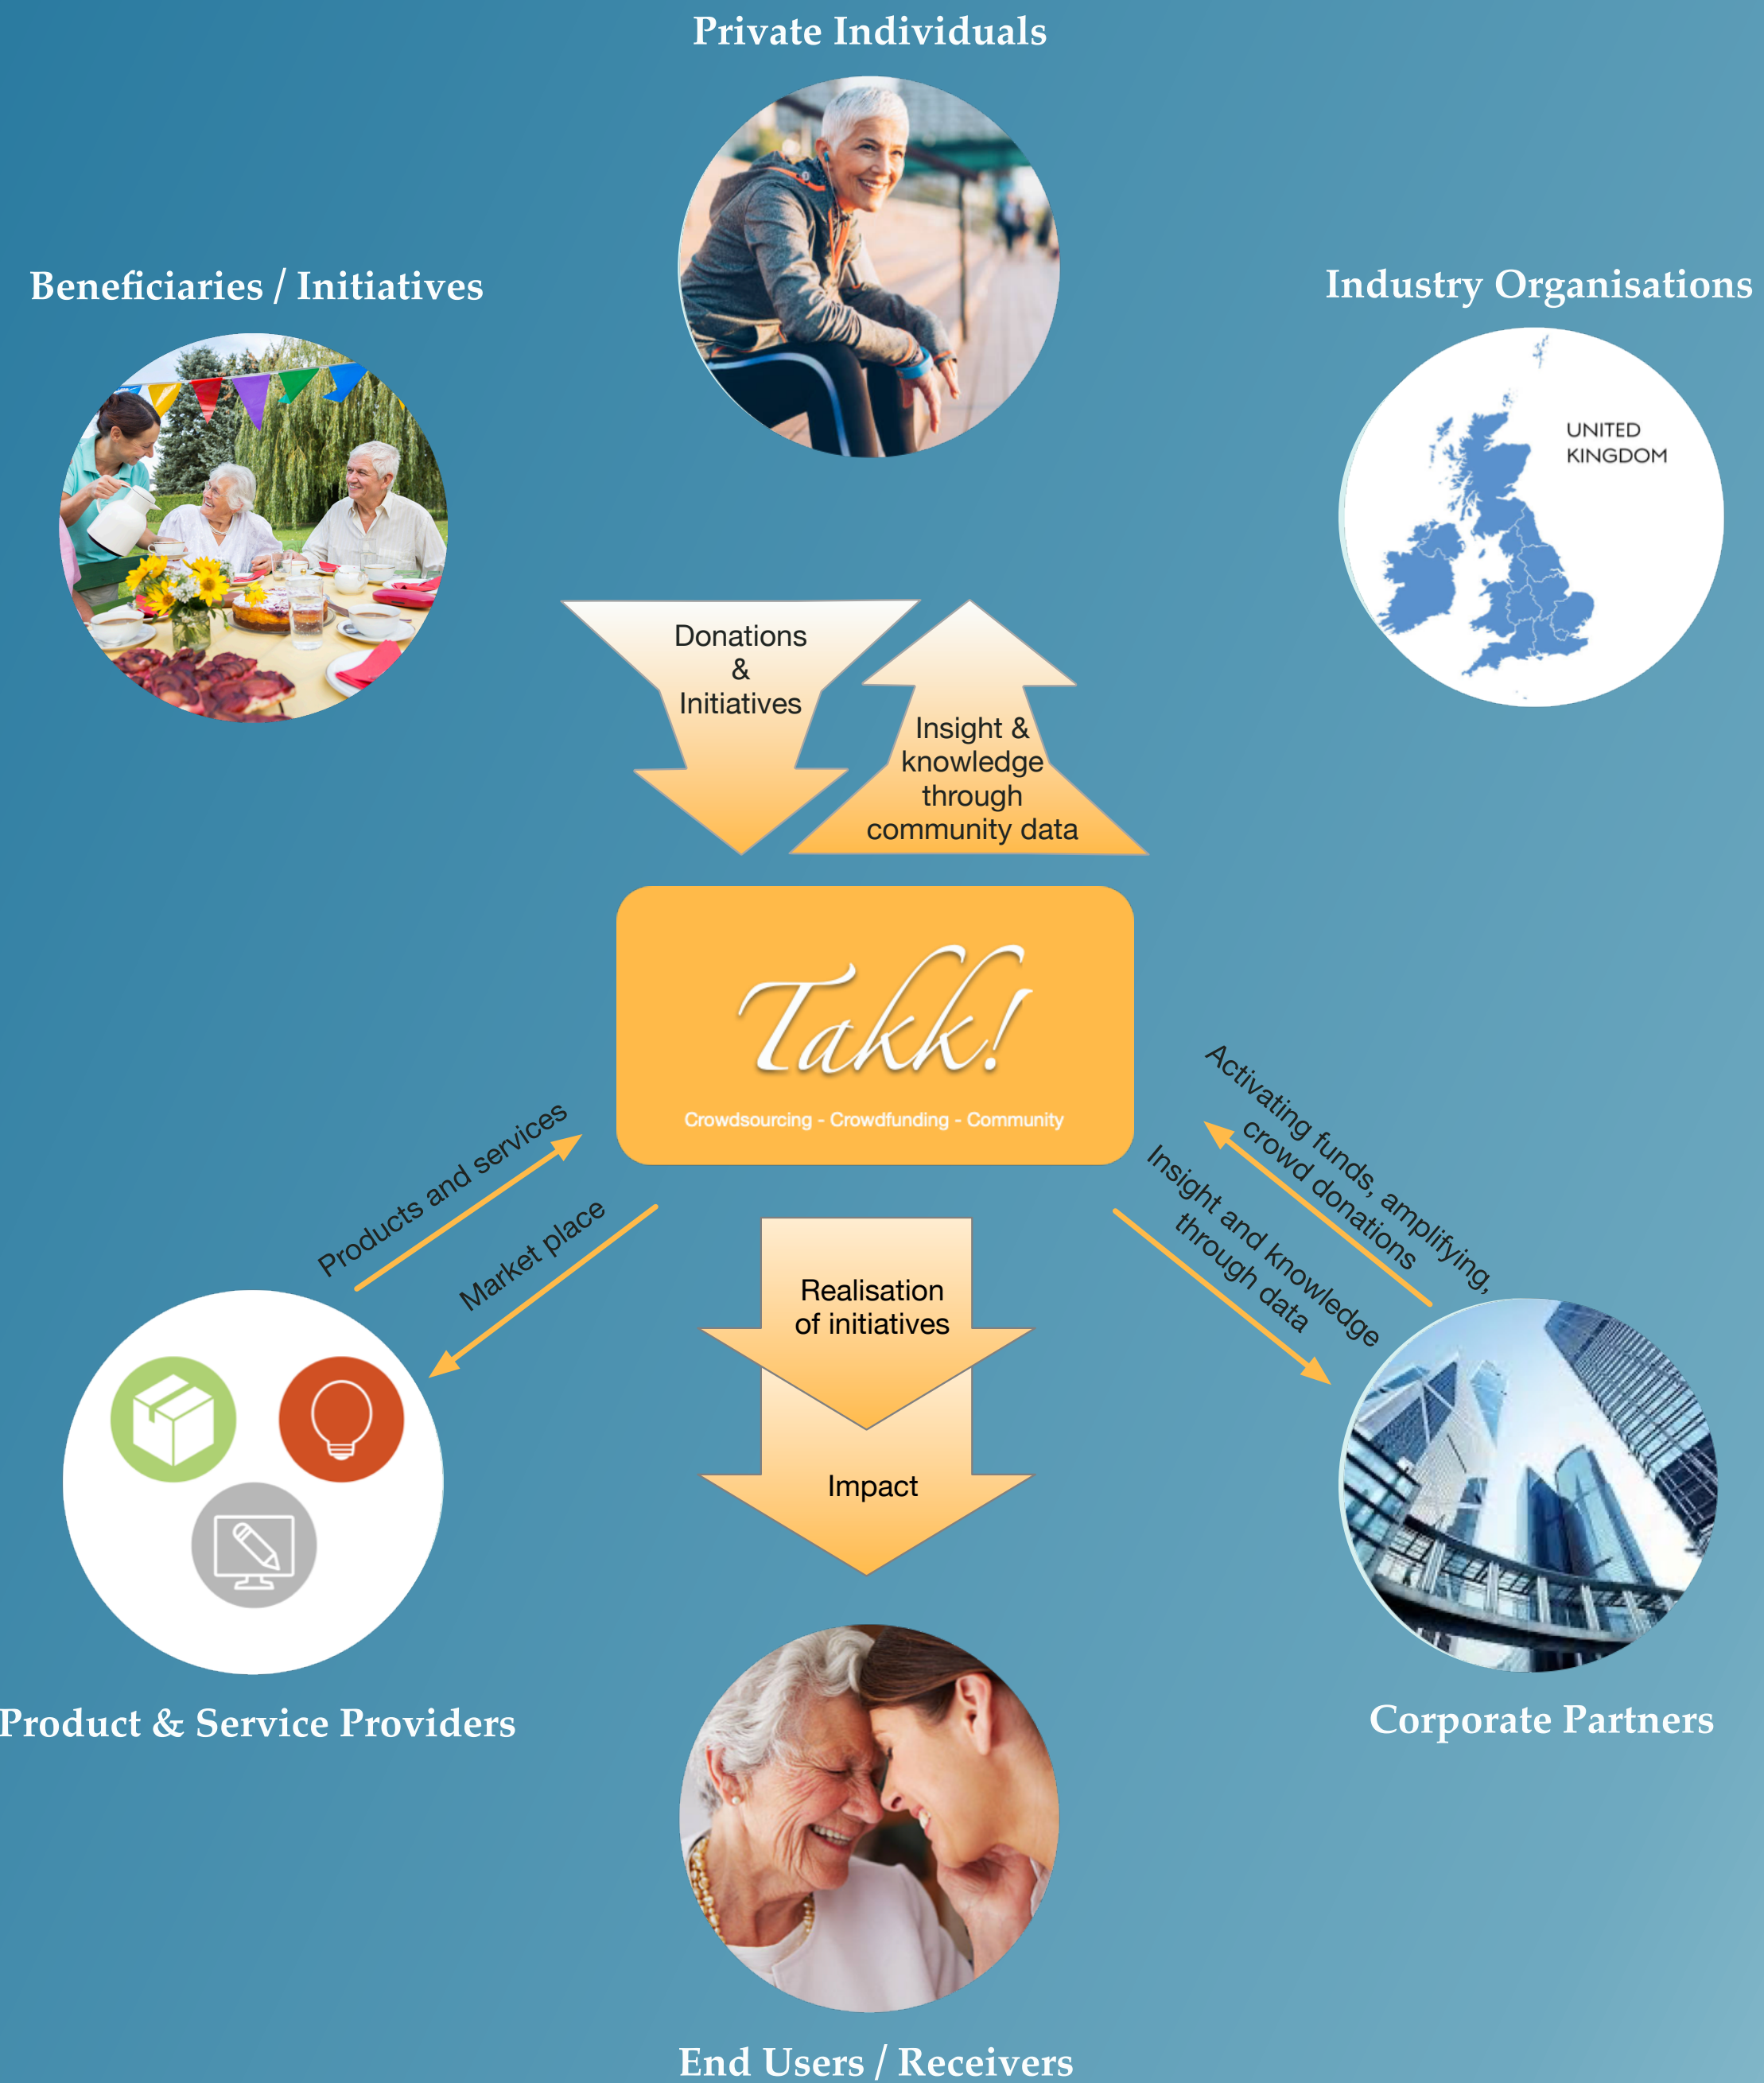 Private Individuals
Beneficiaries / Initiatives
Industry Organisations
UNITED
KINGDOM
Donations
&
Initiatives
Insight &
knowledge
through
community data
Takk!
Crowdsourcing - Crowdfunding - Community
Products and services
Market place
Activating funds, amplifying,
crowd donations
Insight and knowledge
through data
Realisation
of initiatives
Impact
Product & Service Providers
Corporate Partners
End Users / Receivers